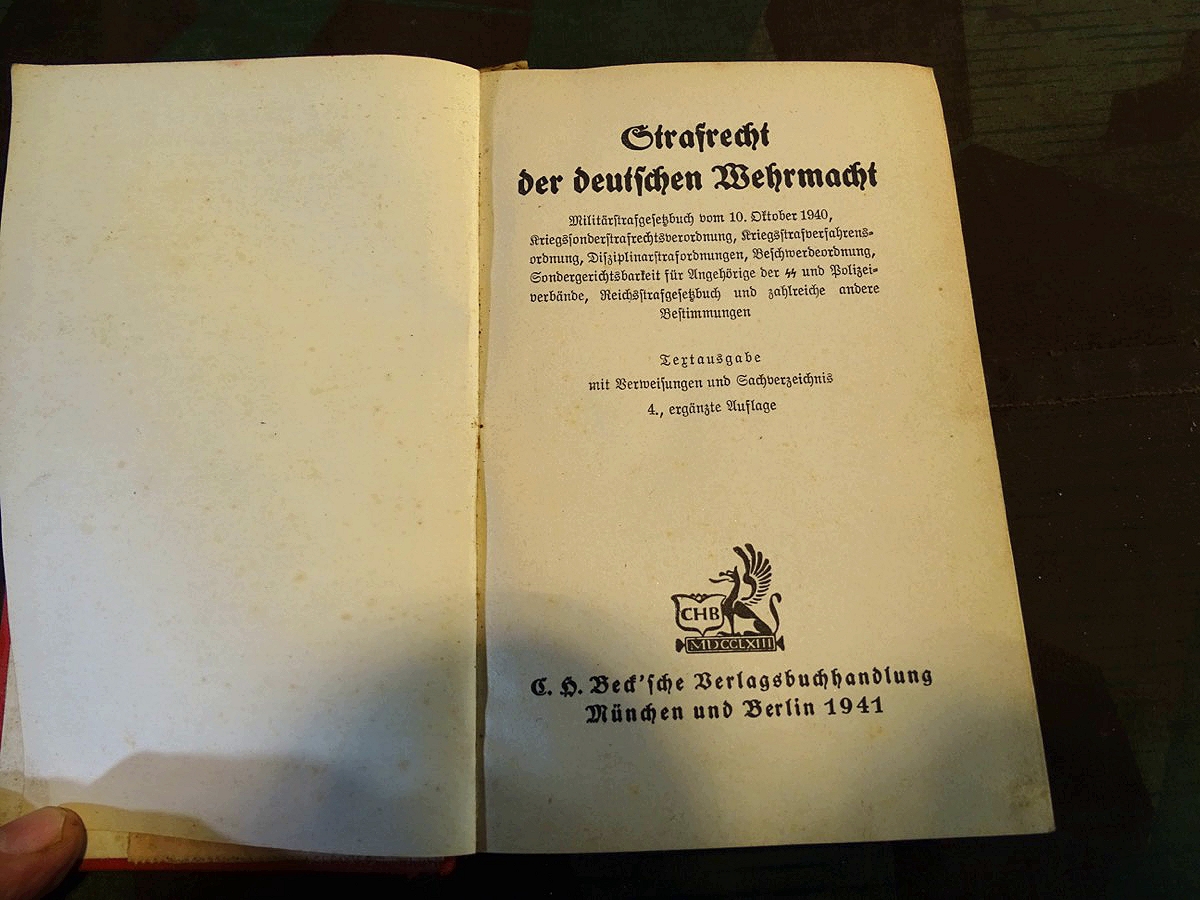 Strafrecht
der deutschen Wehrmacht
Militärstrafgesetzbuch vom 10. Oktober 1940,
Kriegssonderstrafrechtsverordnung, Kriegsstrafverfahrens-
ordnung, Disziplinarstrafordnungen, Beschwerdeordnung,
Sondergerichtsbarkeit für Angehörige der ᛋᛋ und Polizei-
verbände, Reichsstrafgesetzbuch und zahlreiche andere
Bestimmungen
Textausgabe
mit Verweisungen und Sachverzeichnis
4., ergänzte Auflage
CHB
MDCCLXIII
C. H. Beck'sche Verlagsbuchhandlung
München und Berlin 1941